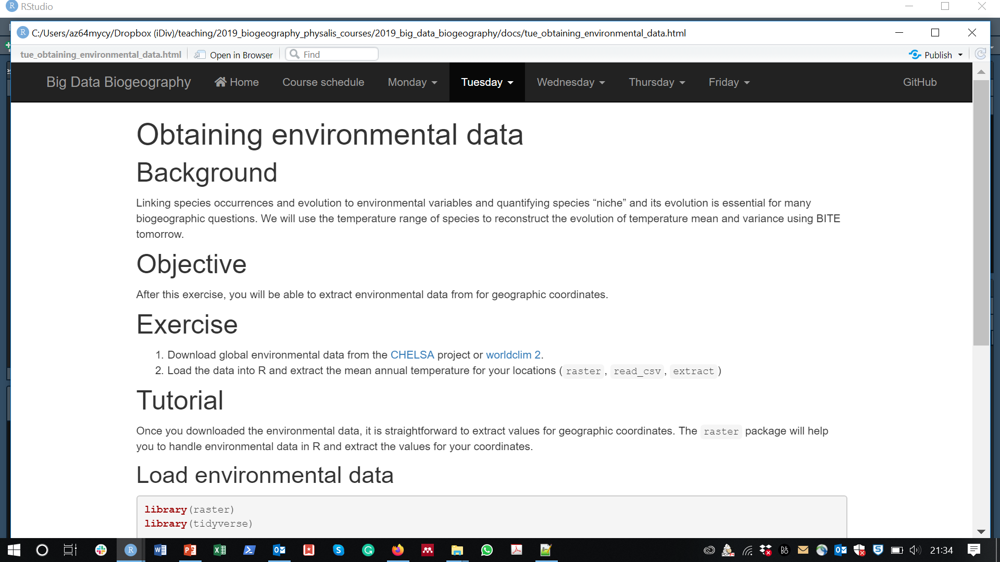 RStudio
C:/Users/az64mycy/Dropbox (iDiv)/teaching/2019_biogeography_physalis_courses/2019_big_data_biogeography/docs/tue_obtaining_environmental_data.html
tue_obtaining_environmental_data.html Open in Browser Find Publish
Big Data Biogeography Home Course schedule Monday Tuesday Wednesday Thursday Friday GitHub
Obtaining environmental data
Background
Linking species occurrences and evolution to environmental variables and quantifying species “niche” and its evolution is essential for many
biogeographic questions. We will use the temperature range of species to reconstruct the evolution of temperature mean and variance using BITE
tomorrow.
Objective
After this exercise, you will be able to extract environmental data from for geographic coordinates.
Exercise
1. Download global environmental data from the CHELSA project or worldclim 2.
2. Load the data into R and extract the mean annual temperature for your locations (raster, read_csv, extract)
Tutorial
Once you downloaded the environmental data, it is straightforward to extract values for geographic coordinates. The raster package will help
you to handle environmental data in R and extract the values for your coordinates.
Load environmental data
library(raster)
library(tidyverse)
21:34